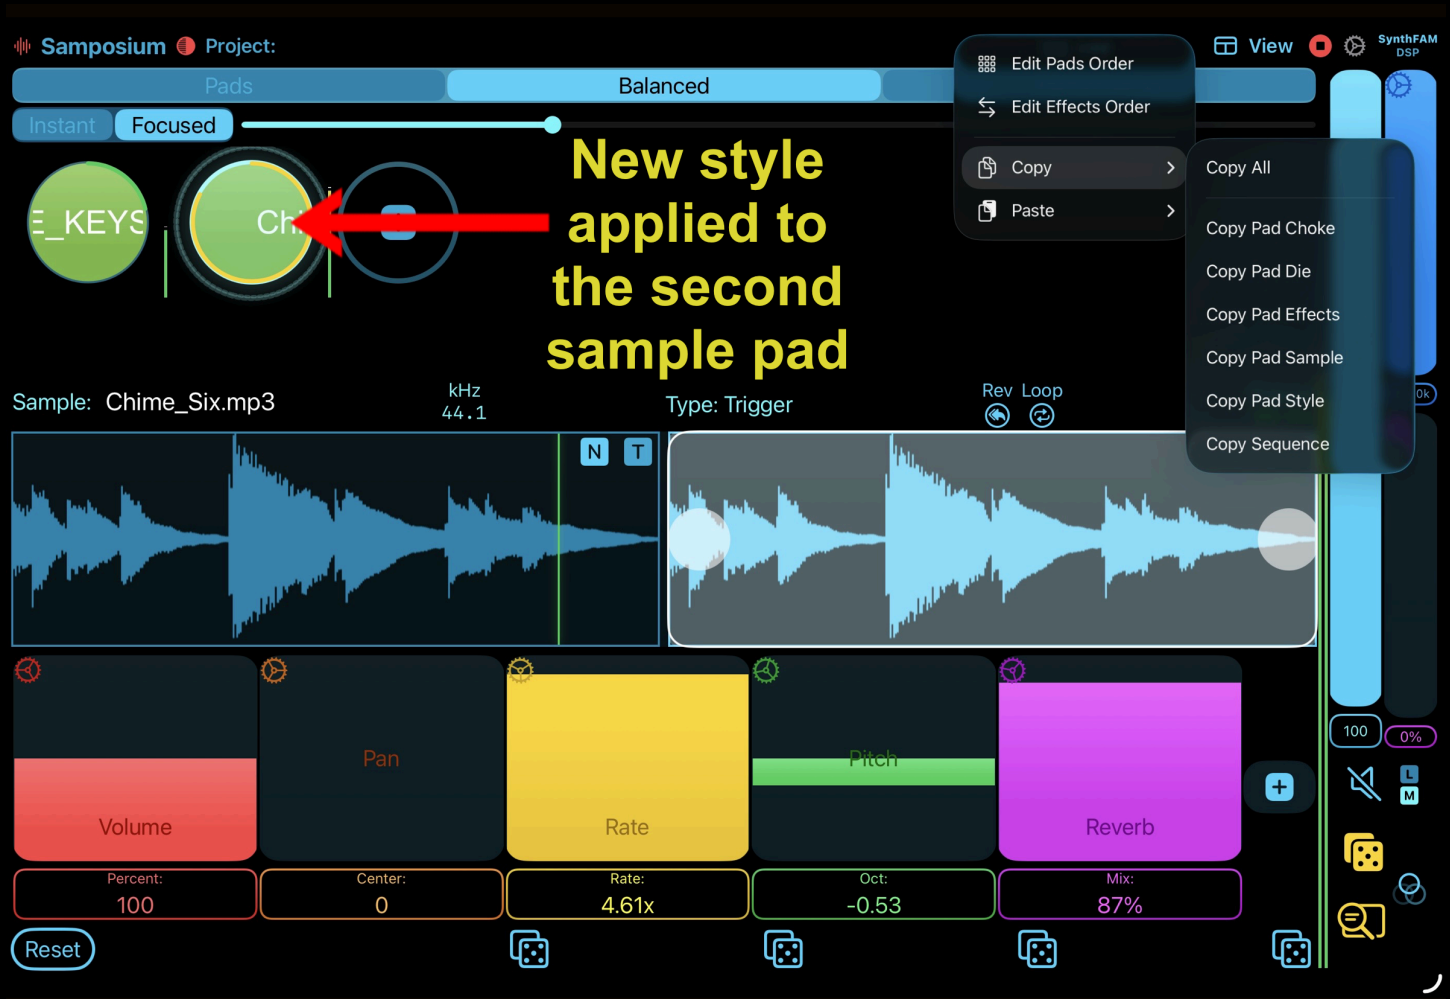 Samposium Project:
View
SynthFAM
DSP
Pads
Balanced
Instant
Focused
Edit Pads Order
Edit Effects Order
Copy
Paste
Copy All
Copy Pad Choke
Copy Pad Die
Copy Pad Effects
Copy Pad Sample
Copy Pad Style
Copy Sequence
E_KEYS
Chi
New style
applied to
the second
sample pad
Sample: Chime_Six.mp3
kHz
44.1
Type: Trigger
Rev Loop
0k
N T
Volume
Pan
Rate
Pitch
Reverb
100
0%
L
M
Percent:
100
Center:
0
Rate:
4.61x
Oct:
-0.53
Mix:
87%
Reset